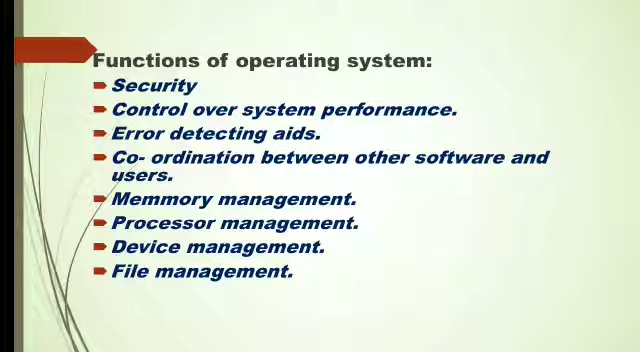 Functions of operating system:
Security
Control over system performance.
Error detecting aids.
Co- ordination between other software and
users.
Memmory management.
Processor management.
Device management.
File management.